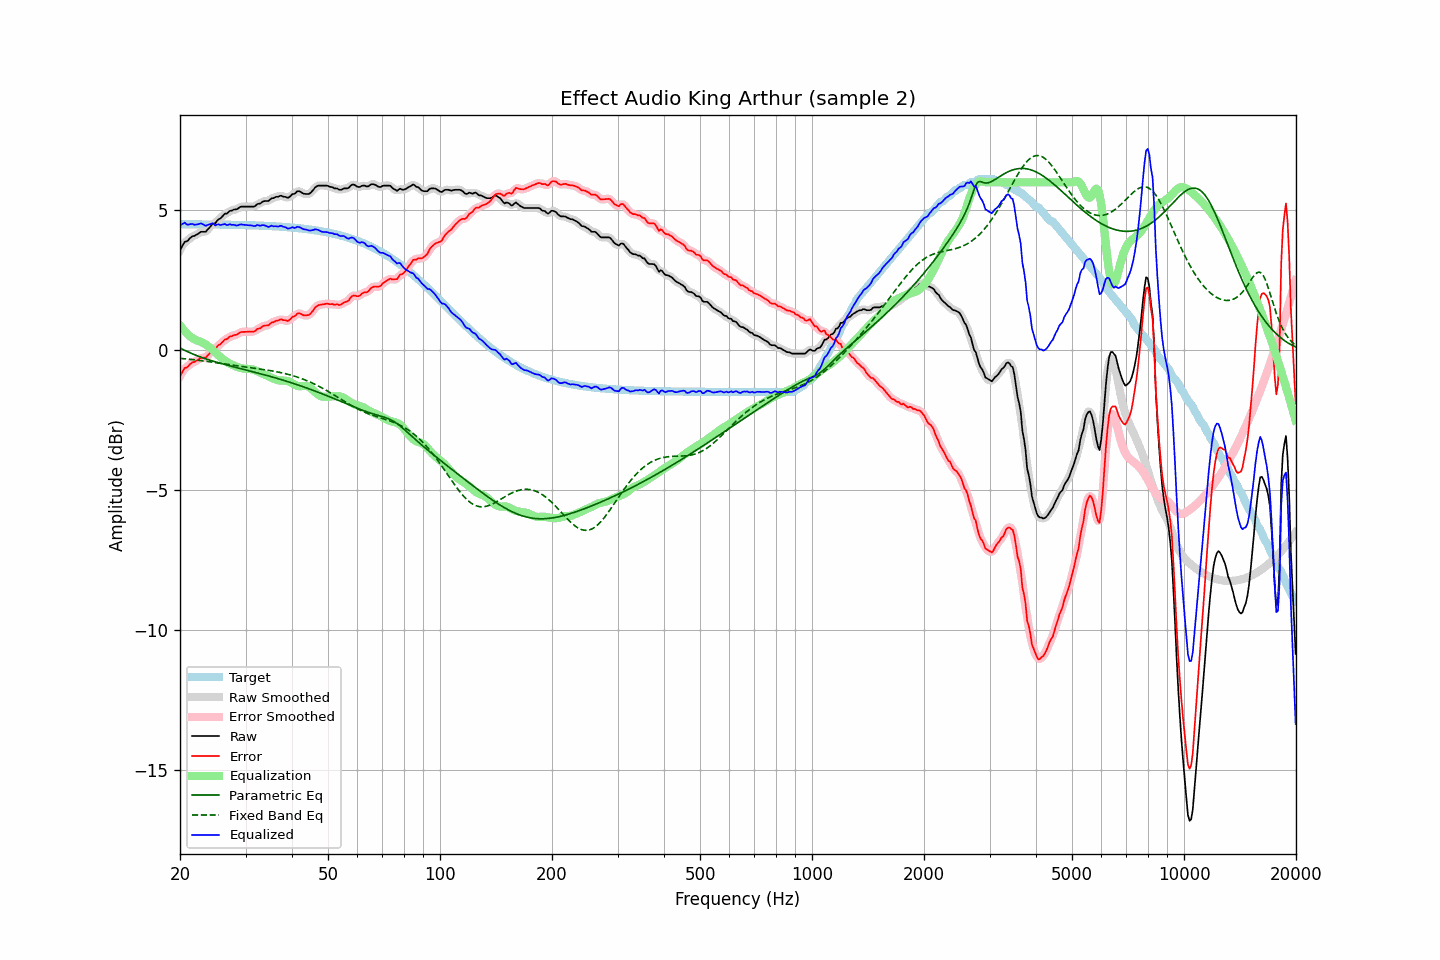 Effect Audio King Arthur (sample 2)
Amplitude (dBr)
5
0
−5
−10
−15
Target
Raw Smoothed
Error Smoothed
Raw
Error
Equalization
Parametric Eq
Fixed Band Eq
Equalized
20 50 100 200 500 1000 2000 5000 10000 20000
Frequency (Hz)